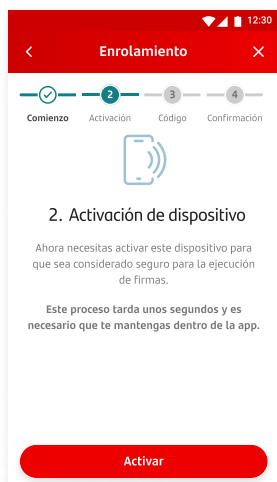 12:30
Enrolamiento
2
3
4
Comienzo
Activación
Código
Confirmación
2. Activación de dispositivo
Ahora necesitas activar este dispositivo para
que sea considerado seguro para la ejecución
de firmas.
Este proceso tarda unos segundos y es
necesario que te mantengas dentro de la app.
Activar